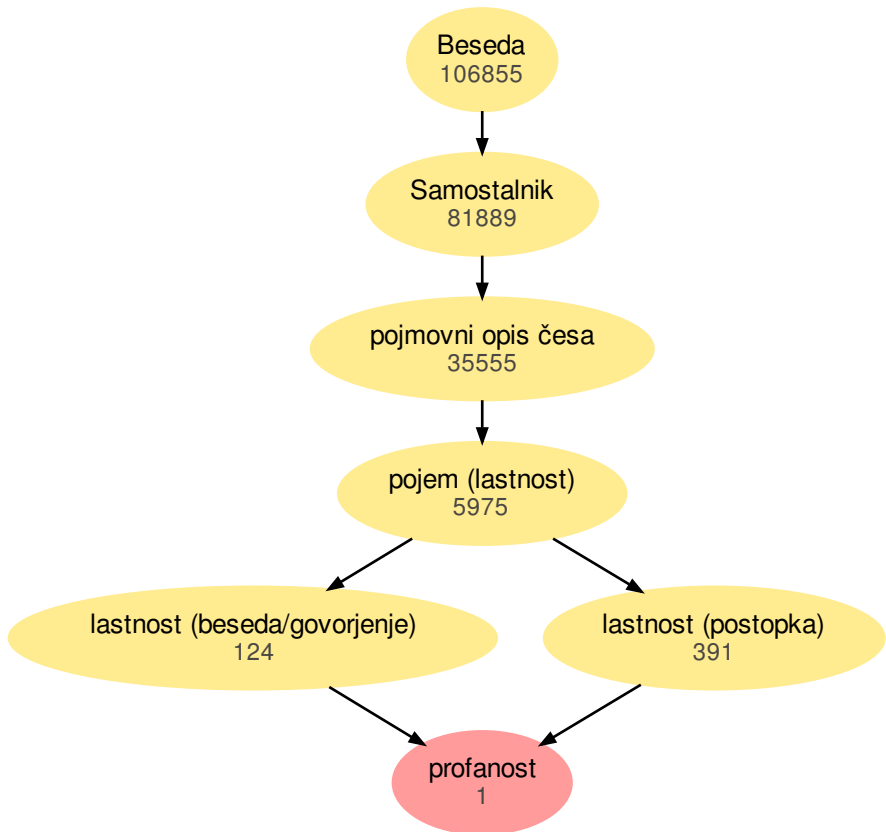 Beseda
106855
Samostalnik
81889
pojmovni opis česa
35555
pojem (lastnost)
5975
lastnost (beseda/govorjenje)
124
lastnost (postopka)
391
profanost
1